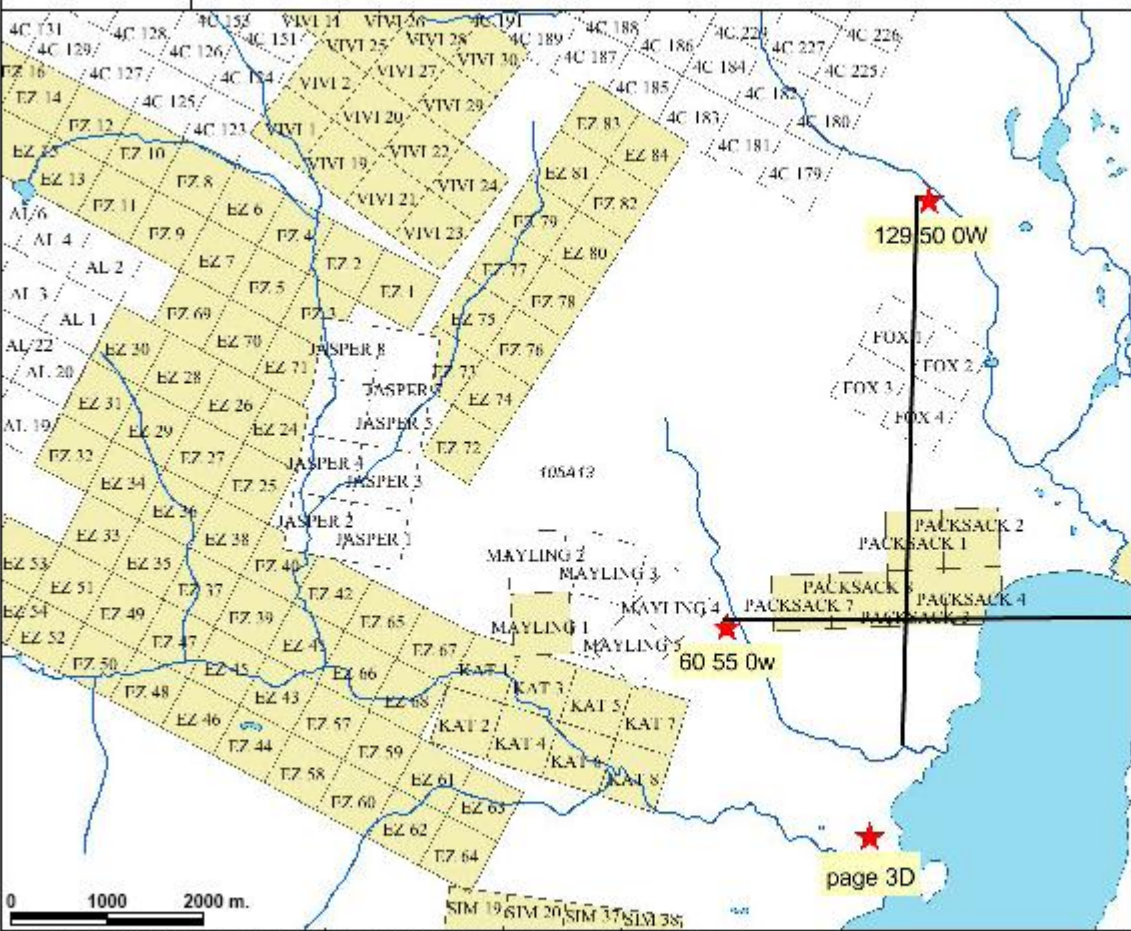 4C 131
4C 129
4C 128
4C 127
4C 126
4C 125
4C 153
4C 151
4C 123
VIVI 26
VIVI 25
VIVI 28
VIVI 27
VIVI 30
VIVI 2
VIVI 29
VIVI 20
VIVI 1
VIVI 22
VIVI 19
VIVI 24
VIVI 21
VIVI 23
4C 191
4C 189
4C 188
4C 187
4C 186
4C 185
4C 184
4C 183
4C 182
4C 181
4C 180
4C 179
4C 227
4C 226
4C 225
EZ 16
EZ 14
EZ 12
EZ 10
EZ 13
EZ 11
EZ 8
EZ 6
EZ 9
EZ 4
EZ 7
EZ 2
EZ 5
EZ 1
EZ 3
EZ 83
EZ 84
EZ 81
EZ 82
EZ 79
EZ 80
EZ 77
EZ 78
EZ 75
EZ 76
EZ 73
EZ 74
EZ 72
AL 6
AL 4
AL 2
AL 3
AL 1
AL 22
AL 20
AL 19
EZ 69
EZ 70
EZ 71
EZ 30
EZ 28
EZ 26
EZ 24
EZ 31
EZ 29
EZ 27
EZ 25
EZ 32
EZ 34
EZ 36
EZ 38
EZ 40
EZ 33
EZ 35
EZ 37
EZ 39
EZ 42
EZ 53
EZ 51
EZ 49
EZ 47
EZ 45
EZ 43
EZ 54
EZ 52
EZ 50
EZ 48
EZ 46
EZ 44
EZ 65
EZ 67
EZ 66
EZ 68
EZ 57
EZ 59
EZ 61
EZ 63
EZ 58
EZ 60
EZ 62
EZ 64
JASPER 8
JASPER 5
JASPER 4
JASPER 3
JASPER 2
JASPER 1
105A13
MAYLING 2
MAYLING 3
MAYLING 4
MAYLING 1
MAYLING 5
KAT 1
KAT 3
KAT 5
KAT 7
KAT 2
KAT 4
KAT 6
KAT 8
129 50 0W
FOX 1
FOX 2
FOX 3
FOX 4
PACKSACK 2
PACKSACK 1
PACKSACK 8
PACKSACK 7
PACKSACK 4
PACKSACK 3
60 55 0w
page 3D
SIM 19
SIM 20
SIM 37
SIM 38
0 1000 2000 m.